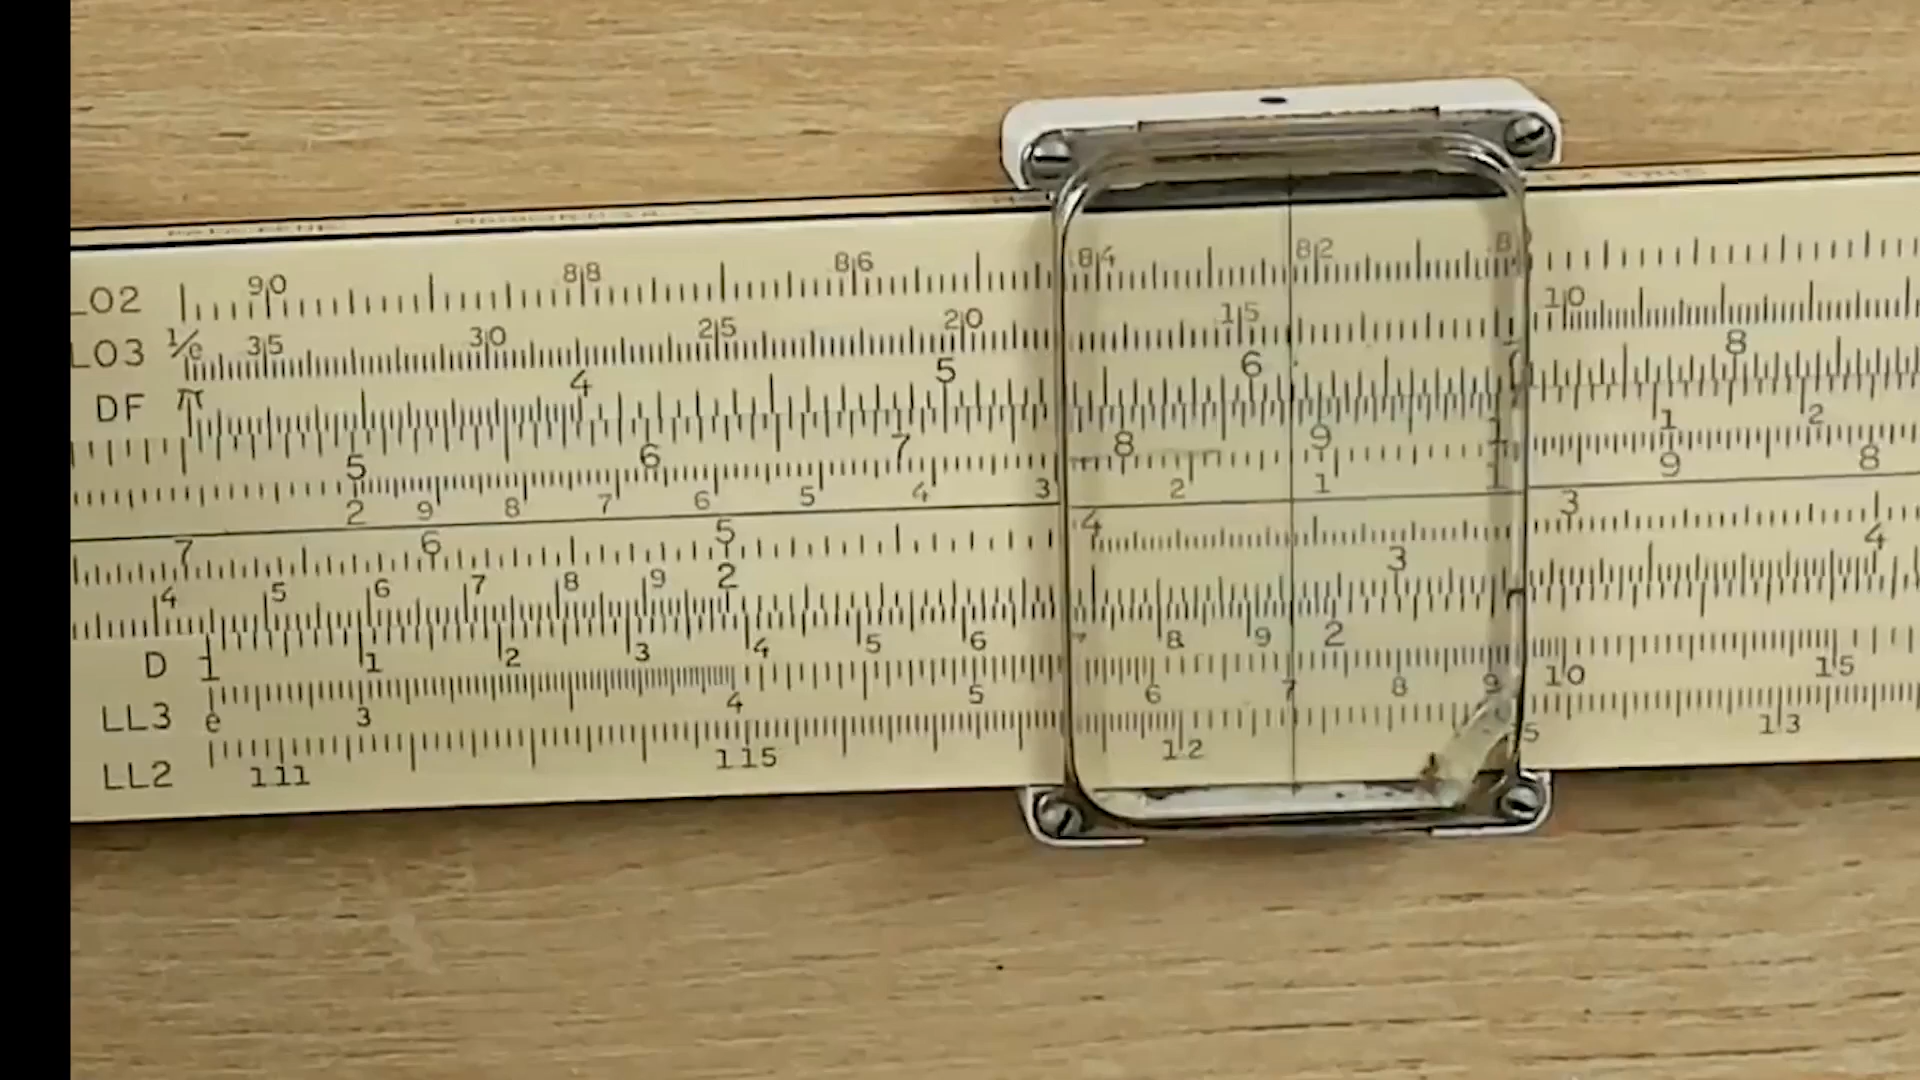 90 88 86 84 82 8
LO2
1/e 35 30 25 20 15 10
LO3
DF π 4 5 6 8
5 6 7 8 9 1 1 2
2 9 8 7 6 5 4 3 2 1 1 9 8
7 6 5 4 3
4 5 6 7 8 9 2 3 4
D 1 1 2 3 4 5 6 7 8 9 2
LL3 e 3 4 5 6 7 8 9 10 15
LL2 111 115 12 13